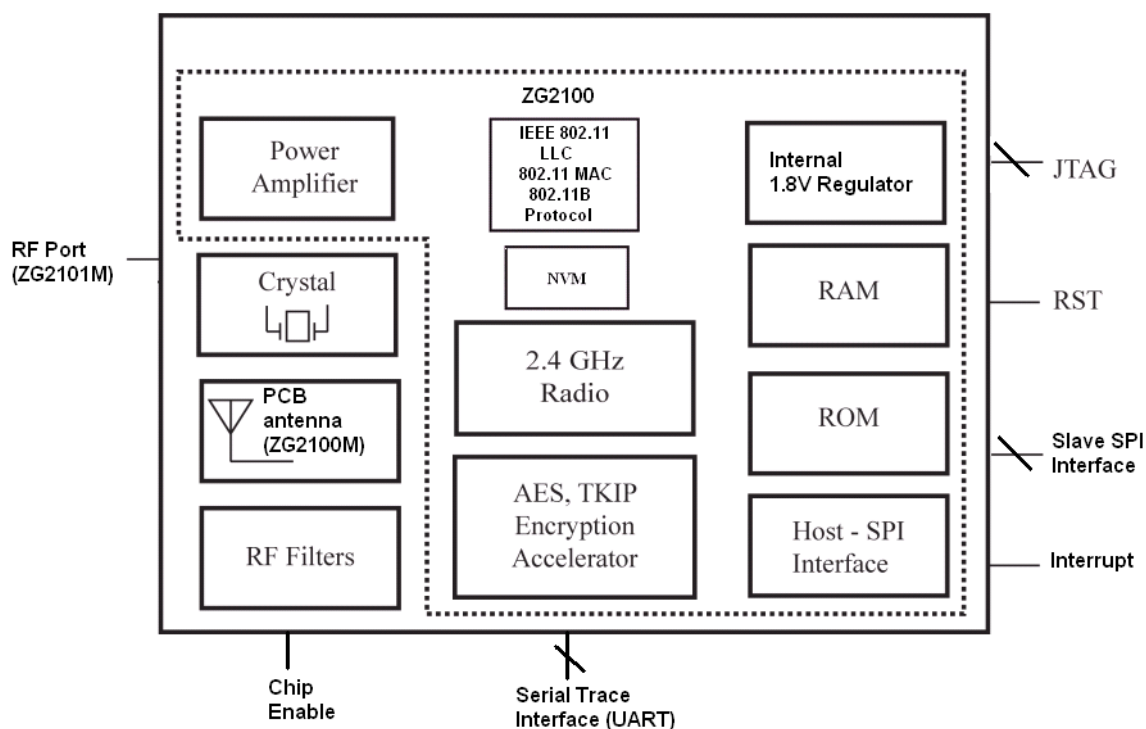 ZG2100
Power
Amplifier
IEEE 802.11
LLC
802.11 MAC
802.11B
Protocol
Internal
1.8V Regulator
JTAG
RF Port
(ZG2101M)
Crystal
NVM
RAM
RST
2.4 GHz
Radio
PCB
antenna
(ZG2100M)
ROM
Slave SPI
Interface
RF Filters
AES, TKIP
Encryption
Accelerator
Host - SPI
Interface
Interrupt
Chip
Enable
Serial Trace
Interface (UART)